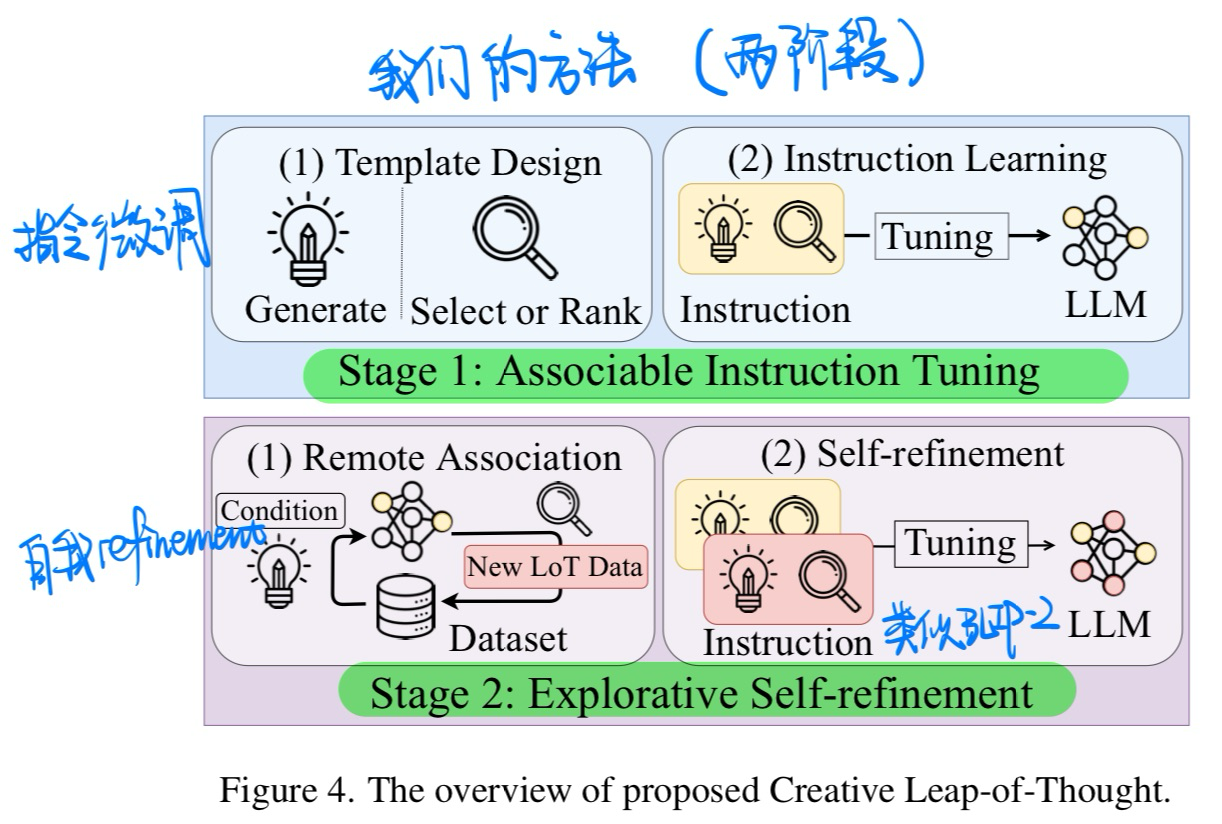 我们的方法 (两阶段)
指令微调
(1) Template Design
Generate
Select or Rank
(2) Instruction Learning
Instruction
Tuning
LLM
Stage 1: Associable Instruction Tuning
自我refinement
(1) Remote Association
Condition
New LoT Data
Dataset
(2) Self-refinement
Tuning
Instruction
类似BLIP-2
LLM
Stage 2: Explorative Self-refinement
Figure 4. The overview of proposed Creative Leap-of-Thought.